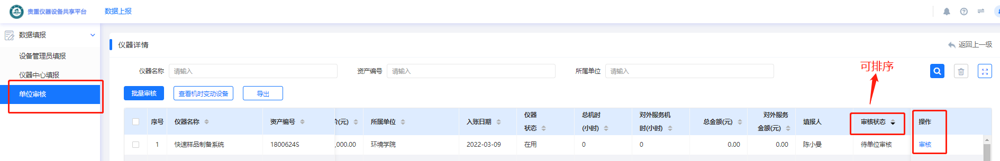 贵重仪器设备共享平台 数据上报
数据填报
设备管理员填报
仪器中心填报
单位审核
仪器详情 返回上一级
仪器名称 请输入 资产编号 请输入 所属单位 请输入
可排序
批量审核 查看机时变动设备 导出
序号 仪器名称 资产编号 价(元) 所属单位 入账日期 仪器状态 总机时(小时) 对外服务机时(小时) 总金额(元) 对外服务金额(元) 填报人 审核状态 操作
1 快速样品制备系统 1800624S ,000.00 环境学院 2022-03-09 在用 0 0 0.00 0.00 陈小曼 待单位审核 审核